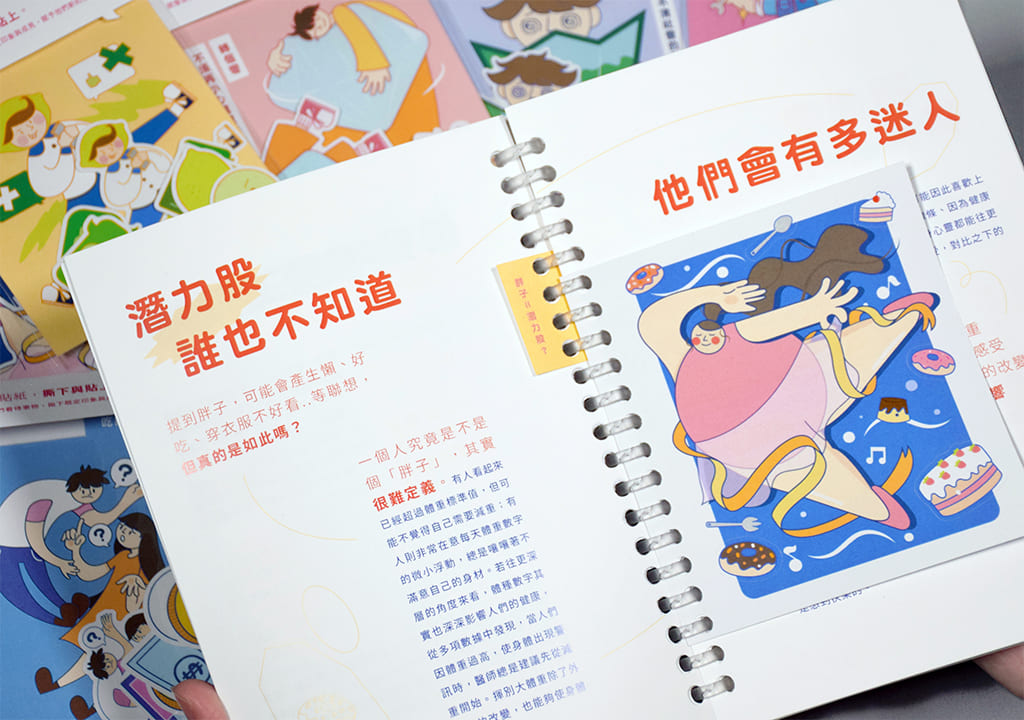 潛力股
誰也不知道
提到胖子，可能會產生懶、好
吃、穿衣服不好看..等聯想，
但真的是如此嗎？
一個人究竟是不是
個「胖子」，其實
很難定義。有人看起來
已經超過體重標準值，但可
能不覺得自己需要減重；有
人則非常在意每天體重數字
的微小浮動，總是嚷嚷著不
滿意自己的身材。若往更深
層的角度來看，體種數字其
實也深深影響人們的健康，
從多項數據中發現，當人們
因體重過高，使身體出現警
訊時，醫師總是建議先從減
重開始。揮別大體重除了外
的改變，也能夠使身體
胖子=潛力股？
他們會有多迷人
能因此喜歡上
條、因為健康
心靈都能往更
，對比之下的
重
感受
的改變
響
轉個彎
貼紙，撕下與貼